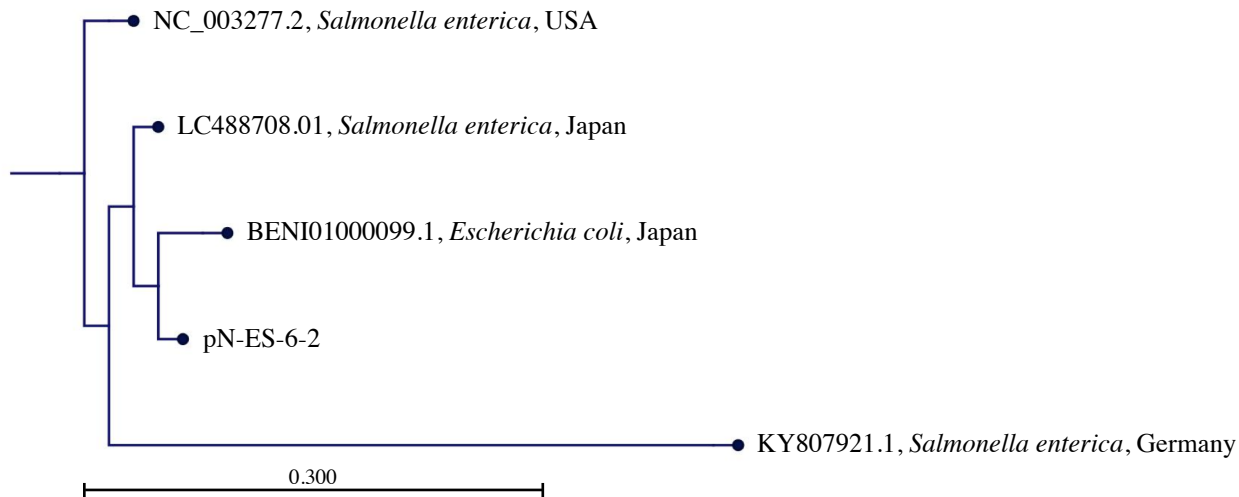 NC_003277.2, Salmonella enterica, USA
LC488708.01, Salmonella enterica, Japan
BENI01000099.1, Escherichia coli, Japan
pN-ES-6-2
KY807921.1, Salmonella enterica, Germany
0.300